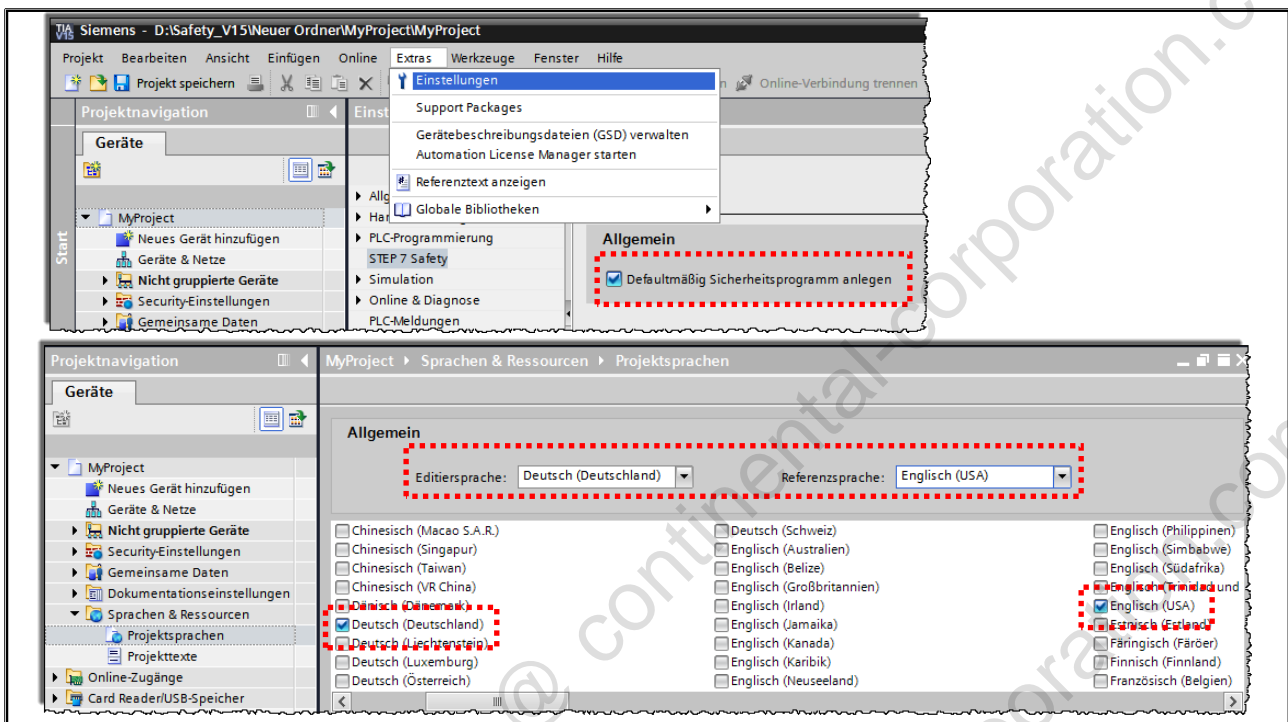 Siemens - D:\Safety_V15\Neuer Ordner\MyProject\MyProject
Projekt Bearbeiten Ansicht Einfügen Online Extras Werkzeuge Fenster Hilfe
Projekt speichern
Einstellungen
Online-Verbindung trennen
Support Packages
Gerätebeschreibungsdateien (GSD) verwalten
Automation License Manager starten
Referenztext anzeigen
Globale Bibliotheken
Projektnavigation
Geräte
Start
MyProject
Neues Gerät hinzufügen
Geräte & Netze
Nicht gruppierte Geräte
Security-Einstellungen
Gemeinsame Daten
PLC-Programmierung
STEP 7 Safety
Simulation
Online & Diagnose
PLC-Meldungen
Allgemein
Defaultmäßig Sicherheitsprogramm anlegen
Projektnavigation
MyProject Sprachen & Ressourcen Projektsprachen
Geräte
MyProject
Neues Gerät hinzufügen
Geräte & Netze
Nicht gruppierte Geräte
Security-Einstellungen
Gemeinsame Daten
Dokumentationseinstellungen
Sprachen & Ressourcen
Projektsprachen
Projekttexte
Online-Zugänge
Card Reader/USB-Speicher
Allgemein
Editiersprache: Deutsch (Deutschland) Referenzsprache: Englisch (USA)
Chinesisch (Macao S.A.R.)
Chinesisch (Singapur)
Chinesisch (Taiwan)
Chinesisch (VR China)
Dänisch (Dänemark)
Deutsch (Deutschland)
Deutsch (Liechtenstein)
Deutsch (Luxemburg)
Deutsch (Österreich)
Deutsch (Schweiz)
Englisch (Australien)
Englisch (Belize)
Englisch (Großbritannien)
Englisch (Irland)
Englisch (Jamaika)
Englisch (Kanada)
Englisch (Karibik)
Englisch (Neuseeland)
Englisch (Philippinen)
Englisch (Simbabwe)
Englisch (Südafrika)
Englisch (Trinidad und
Englisch (USA)
Estnisch (Estland)
Färingisch (Färöer)
Finnisch (Finnland)
Französisch (Belgien)
@ continental-corporation.c